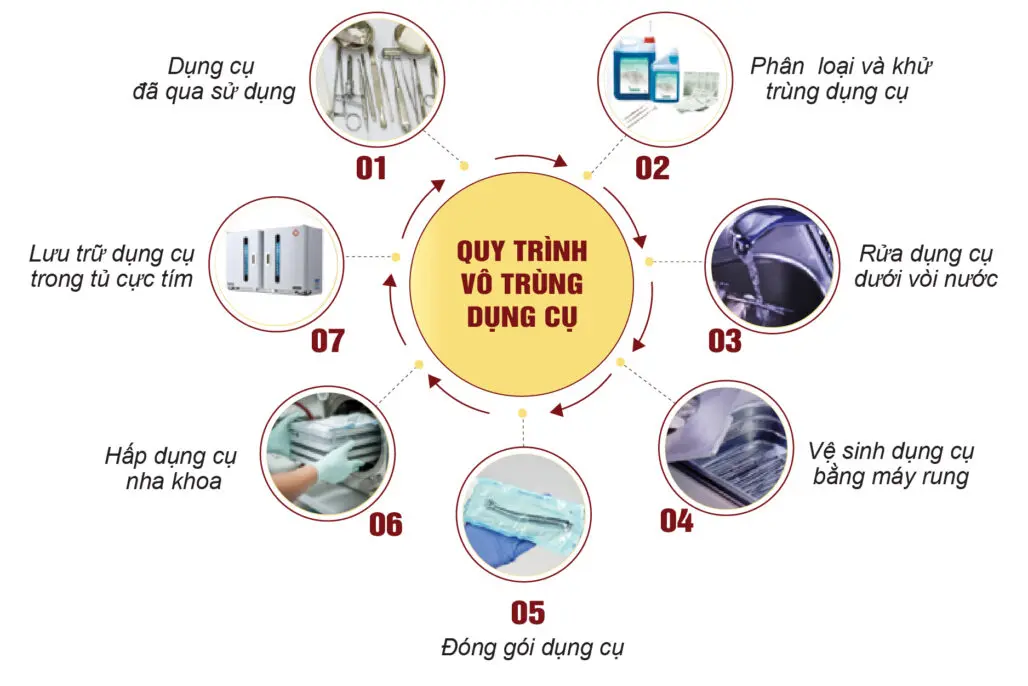 QUY TRÌNH
VÔ TRÙNG
DỤNG CỤ
Dụng cụ
đã qua sử dụng
01
Phân loại và khử
trùng dụng cụ
02
Rửa dụng cụ
dưới vòi nước
03
Vệ sinh dụng cụ
bằng máy rung
04
05
Đóng gói dụng cụ
Hấp dụng cụ
nha khoa
06
Lưu trữ dụng cụ
trong tủ cực tím
07